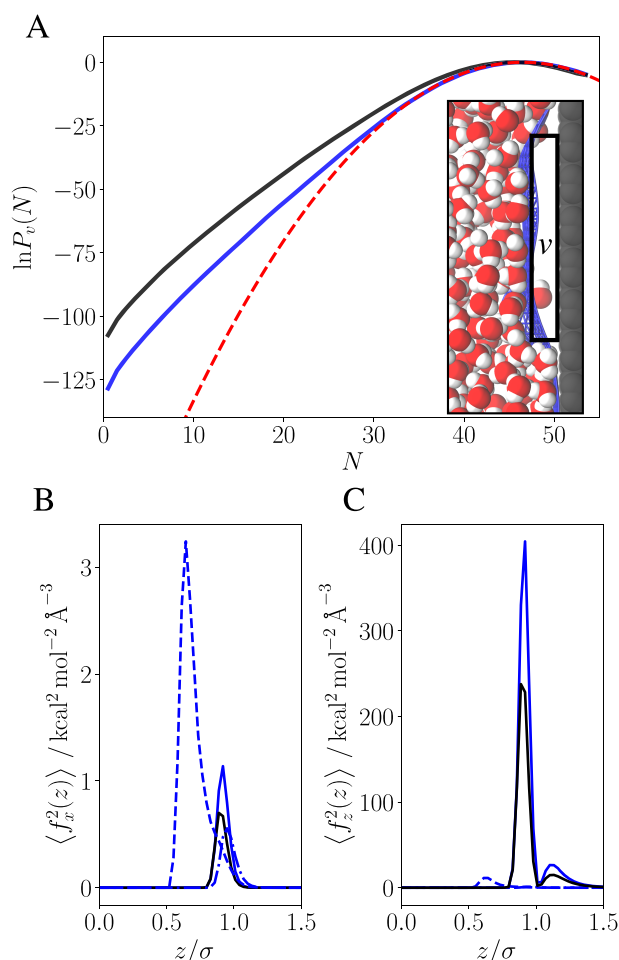 A
ln P_v(N)
0
−25
−50
−75
−100
−125
0
10
20
30
40
50
N
v
B
C
⟨f_x^2(z)⟩ / kcal^2 mol^−2 Å^−3
3
2
1
0
0.0
0.5
1.0
1.5
z/σ
⟨f_z^2(z)⟩ / kcal^2 mol^−2 Å^−3
400
300
200
100
0
0.0
0.5
1.0
1.5
z/σ